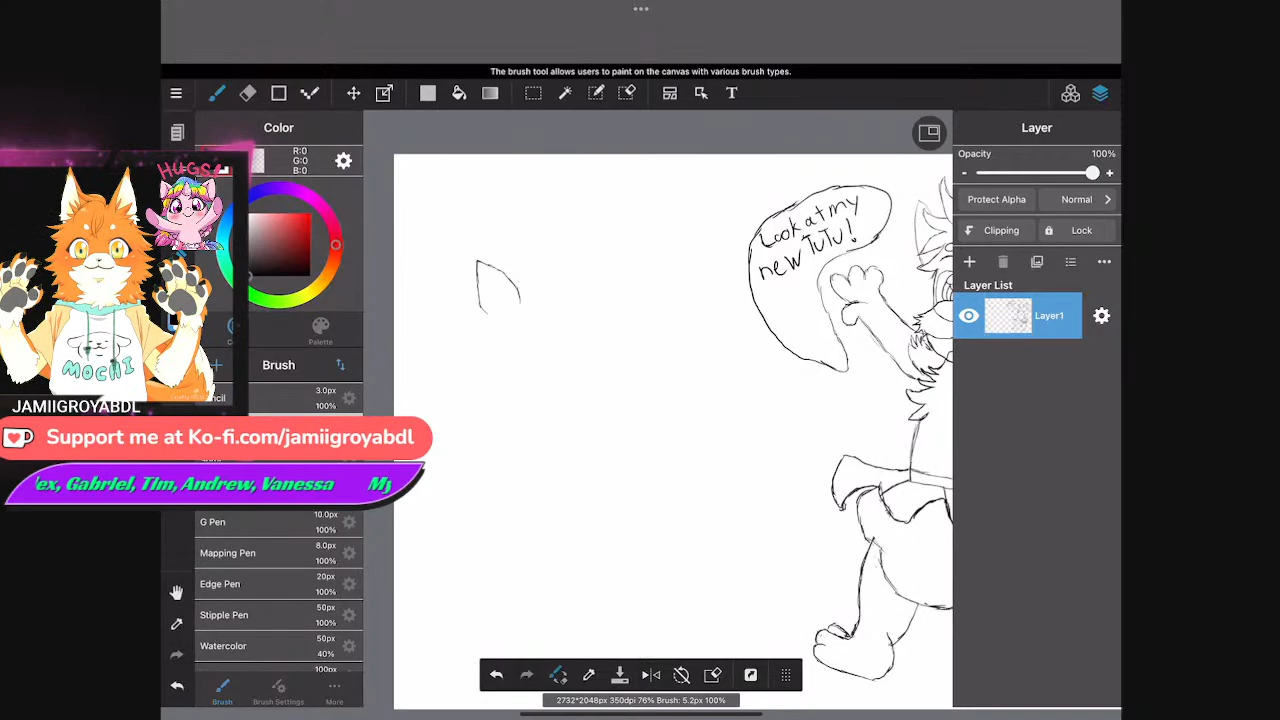 The brush tool allows users to paint on the canvas with various brush types.
T
Color
R:0
G:0
B:0
Layer
Opacity 100%
- +
Protect Alpha Normal
Clipping Lock
Layer List
Layer1
HUGS!
MOCHI
JAMIIGROYABDL
Palette
Brush
3.0px
100%
Support me at Ko-fi.com/jamiigroyabdl
Gabriel, Tim, Andrew, Vanessa
G Pen 10.0px
100%
Mapping Pen 8.0px
100%
Edge Pen 20px
100%
Stipple Pen 50px
100%
Watercolor 50px
40%
100px
Brush Brush Settings More
Look at my
new TuTu!
2732*2048px 350dpi 76% Brush: 5.2px 100%